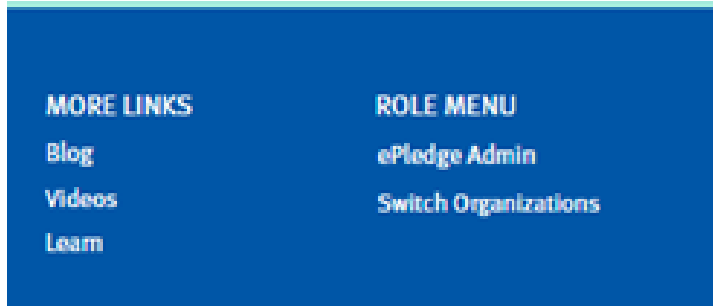 MORE LINKS
Blog
Videos
Learn
ROLE MENU
ePledge Admin
Switch Organizations